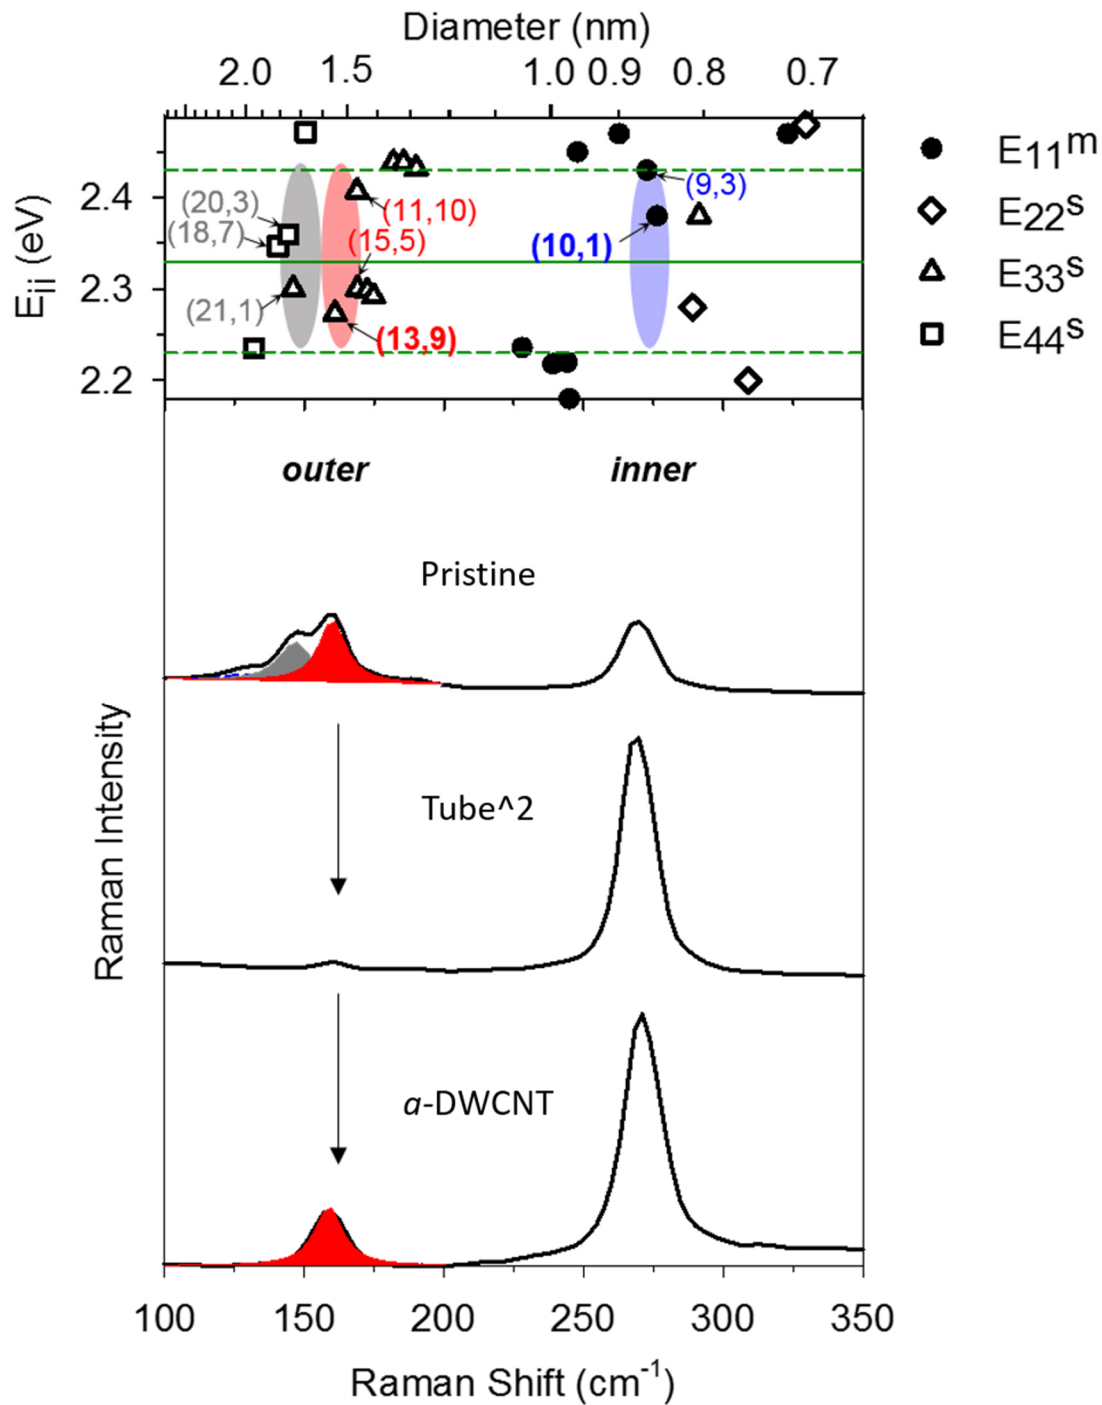 Diameter (nm)
2.0 1.5 1.0 0.9 0.8 0.7
E11m
E22s
E33s
E44s
Eii (eV)
2.4
2.3
2.2
(20,3)
(18,7)
(21,1)
(11,10)
(15,5)
(13,9)
(9,3)
(10,1)
outer inner
Pristine
Tube^2
a-DWCNT
Raman Intensity
100 150 200 250 300 350
Raman Shift (cm-1)